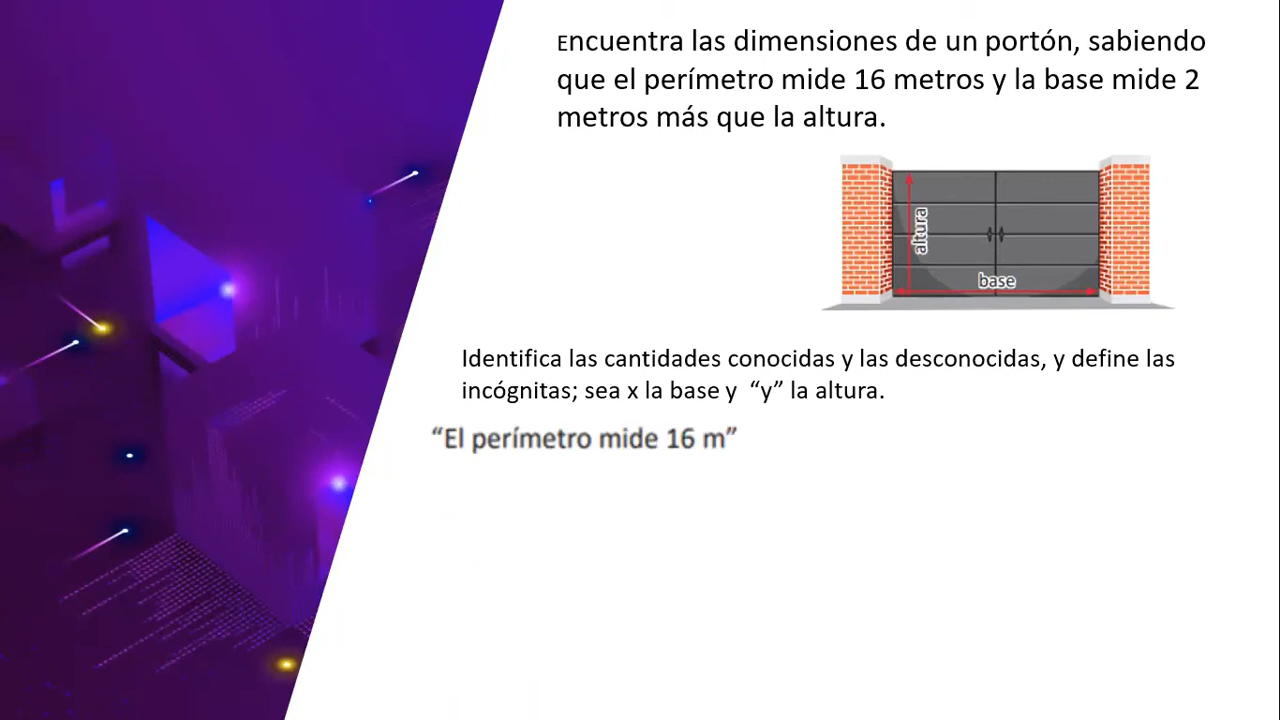 Encuentra las dimensiones de un portón, sabiendo
que el perímetro mide 16 metros y la base mide 2
metros más que la altura.
altura
base
Identifica las cantidades conocidas y las desconocidas, y define las
incógnitas; sea x la base y “y” la altura.
“El perímetro mide 16 m”